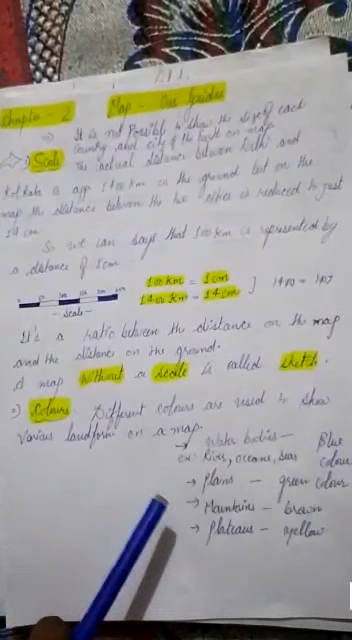 Chapter - 2 Map - Our Guides
⇒ It is not possible to show the size of each
country and city of the Earth on map
1) Scale The actual distance between Delhi and
Kolkata is app 1400 km on the ground but on the
map the distance between the two cities is reduced to just
14 cm
So we can says that 100 km is represented by
a distance of 1cm
100 km = 1cm
1400 km = 14 cm
- Scale -
It's a ratio between the distance on the map
and the distance on the ground.
A map without a scale is called sketch.
2) Colours: Different colours are used to show
various landform on a map.
→ Water bodies - Blue
ex: River, oceans, seas colour
→ Plains - green colour
→ Mountains - brown
→ Plateaus - yellow